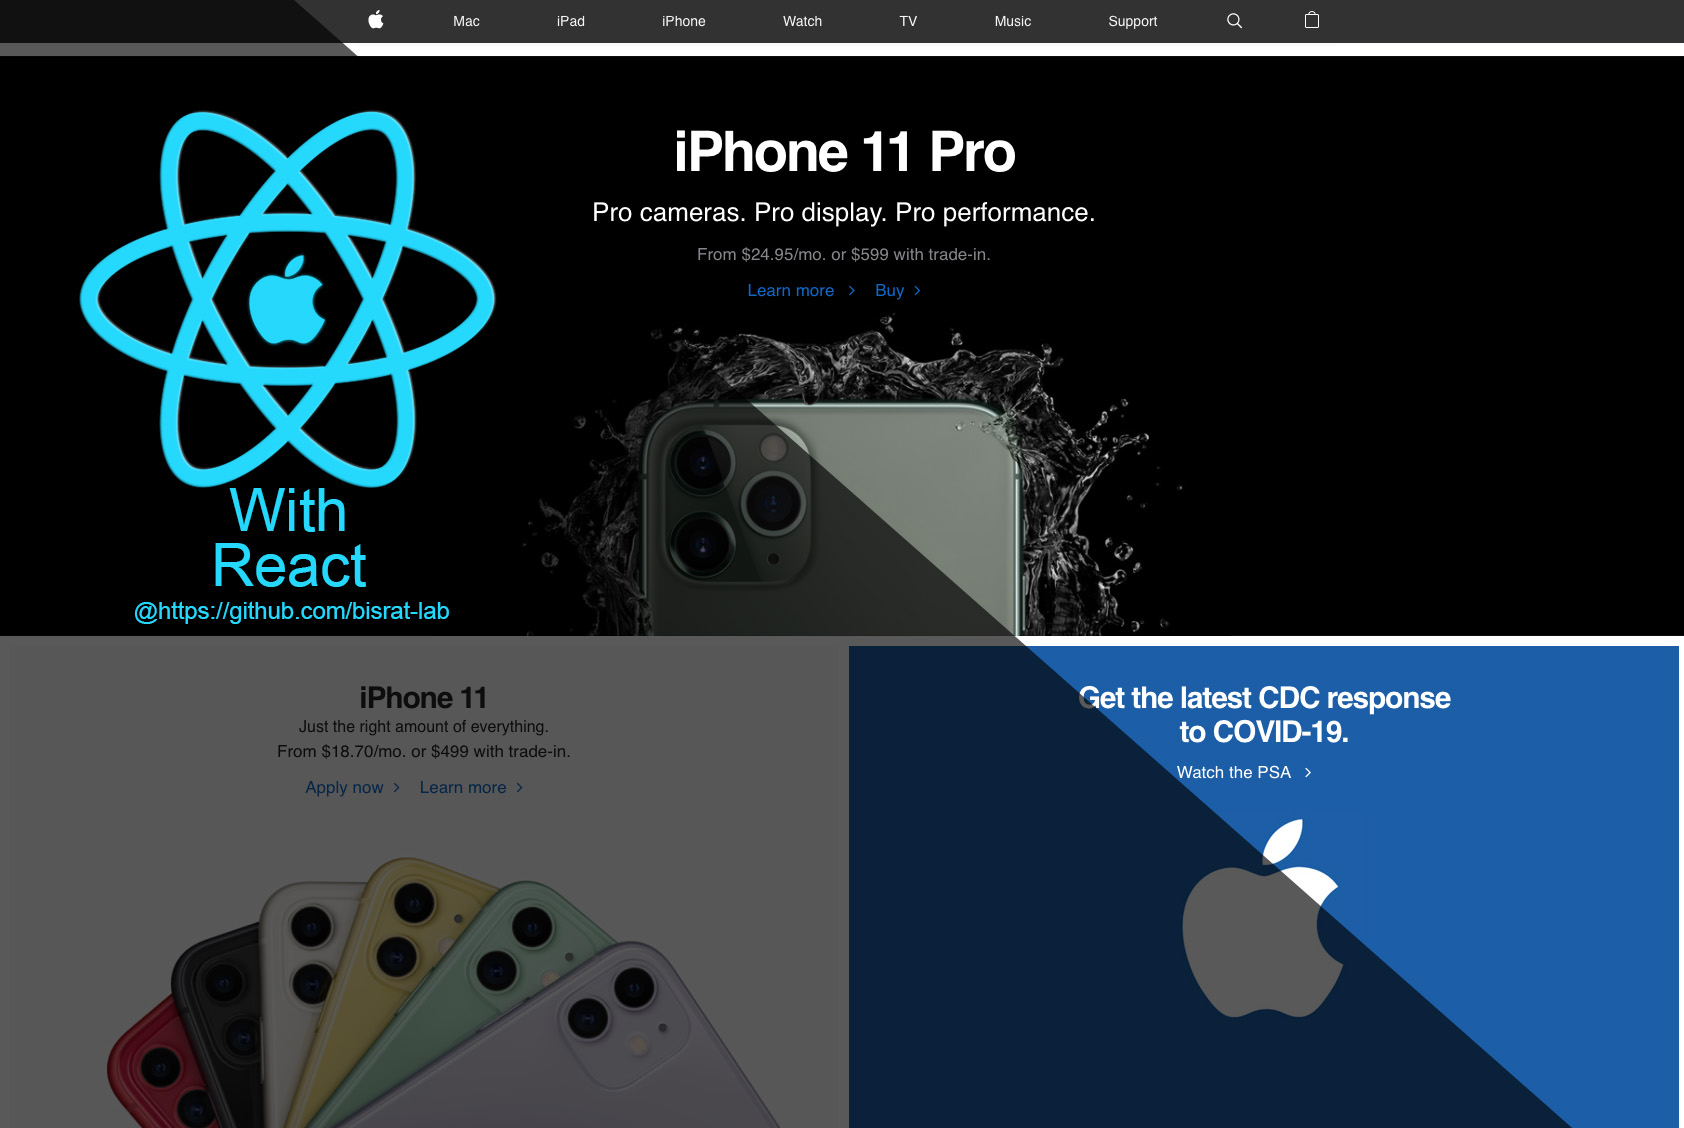 Mac iPad iPhone Watch TV Music Support
iPhone 11 Pro
Pro cameras. Pro display. Pro performance.
From $24.95/mo. or $599 with trade-in.
Learn more > Buy >
With
React
@https://github.com/bisrat-lab
iPhone 11
Just the right amount of everything.
From $18.70/mo. or $499 with trade-in.
Apply now > Learn more >
Get the latest CDC response
to COVID-19.
Watch the PSA >